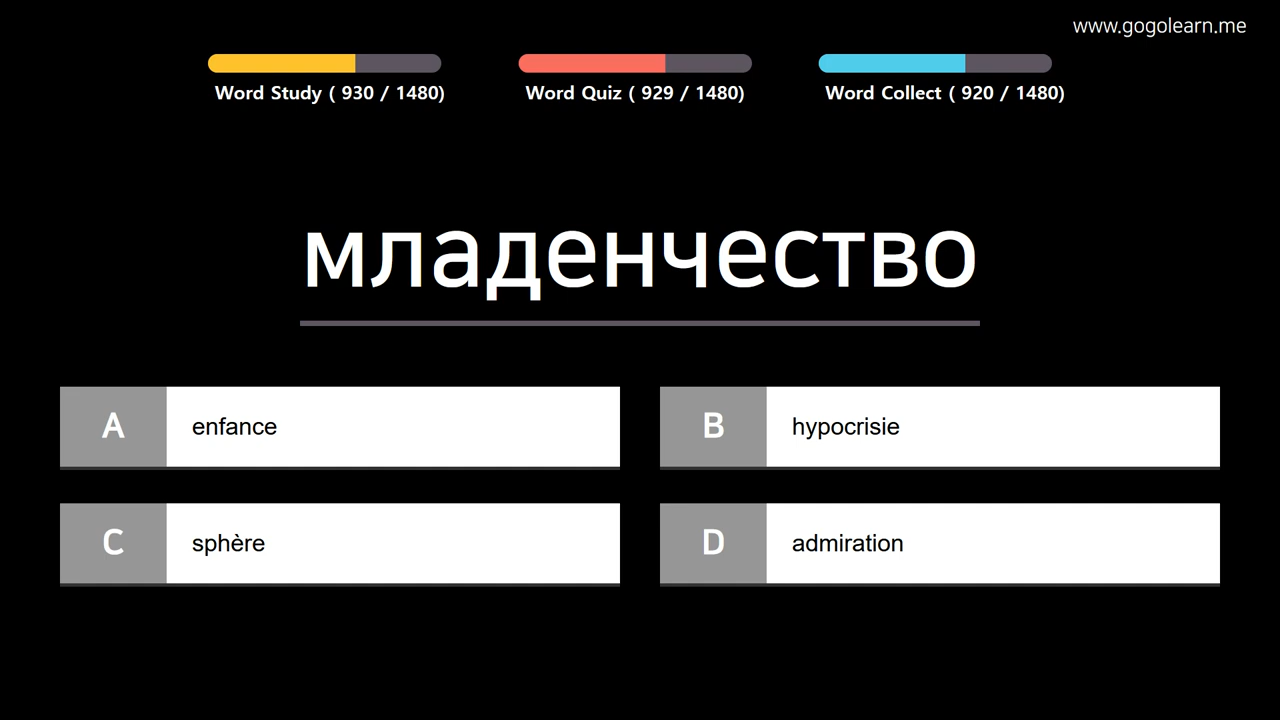 www.gogolearn.me
Word Study ( 930 / 1480)
Word Quiz ( 929 / 1480)
Word Collect ( 920 / 1480)
младенчество
A enfance
B hypocrisie
C sphère
D admiration